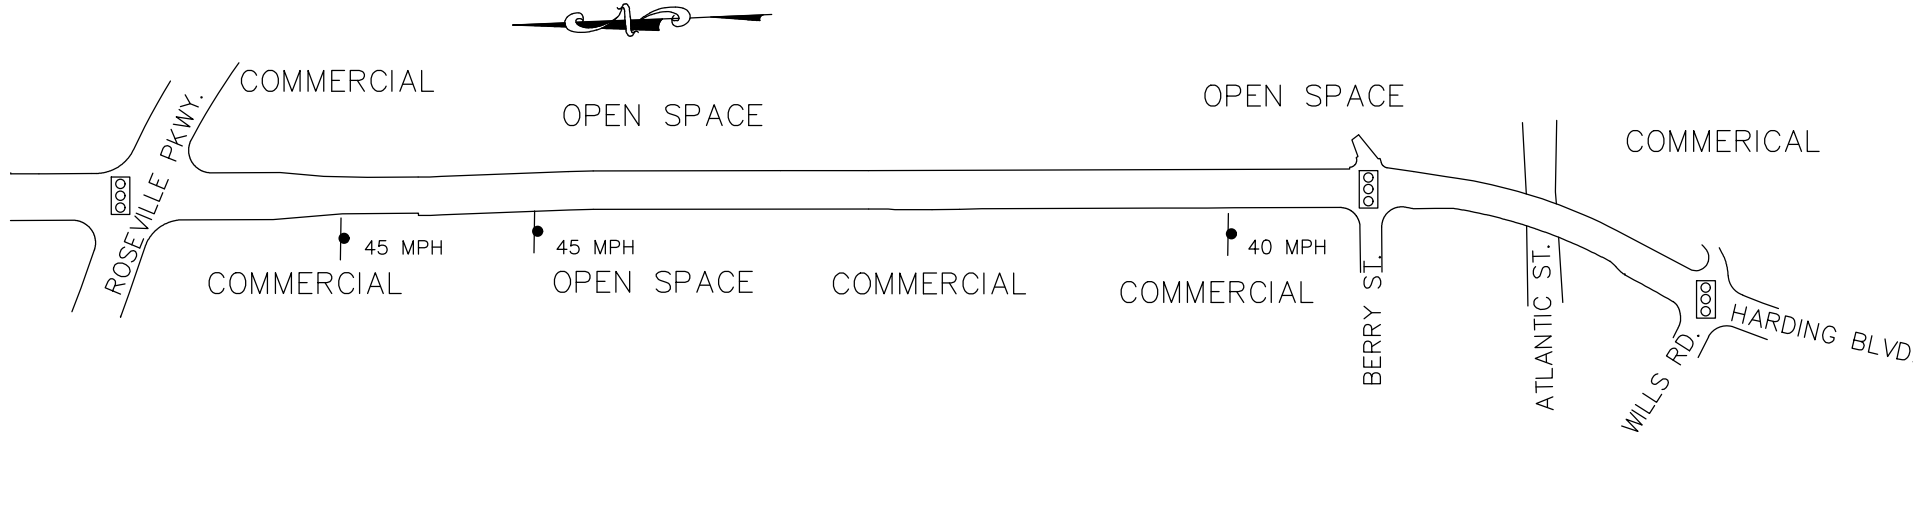 N
COMMERCIAL
OPEN SPACE
OPEN SPACE
COMMERICAL
ROSEVILLE PKWY.
45 MPH
45 MPH
40 MPH
COMMERCIAL
OPEN SPACE
COMMERCIAL
COMMERCIAL
BERRY ST.
ATLANTIC ST.
WILLS RD.
HARDING BLVD.